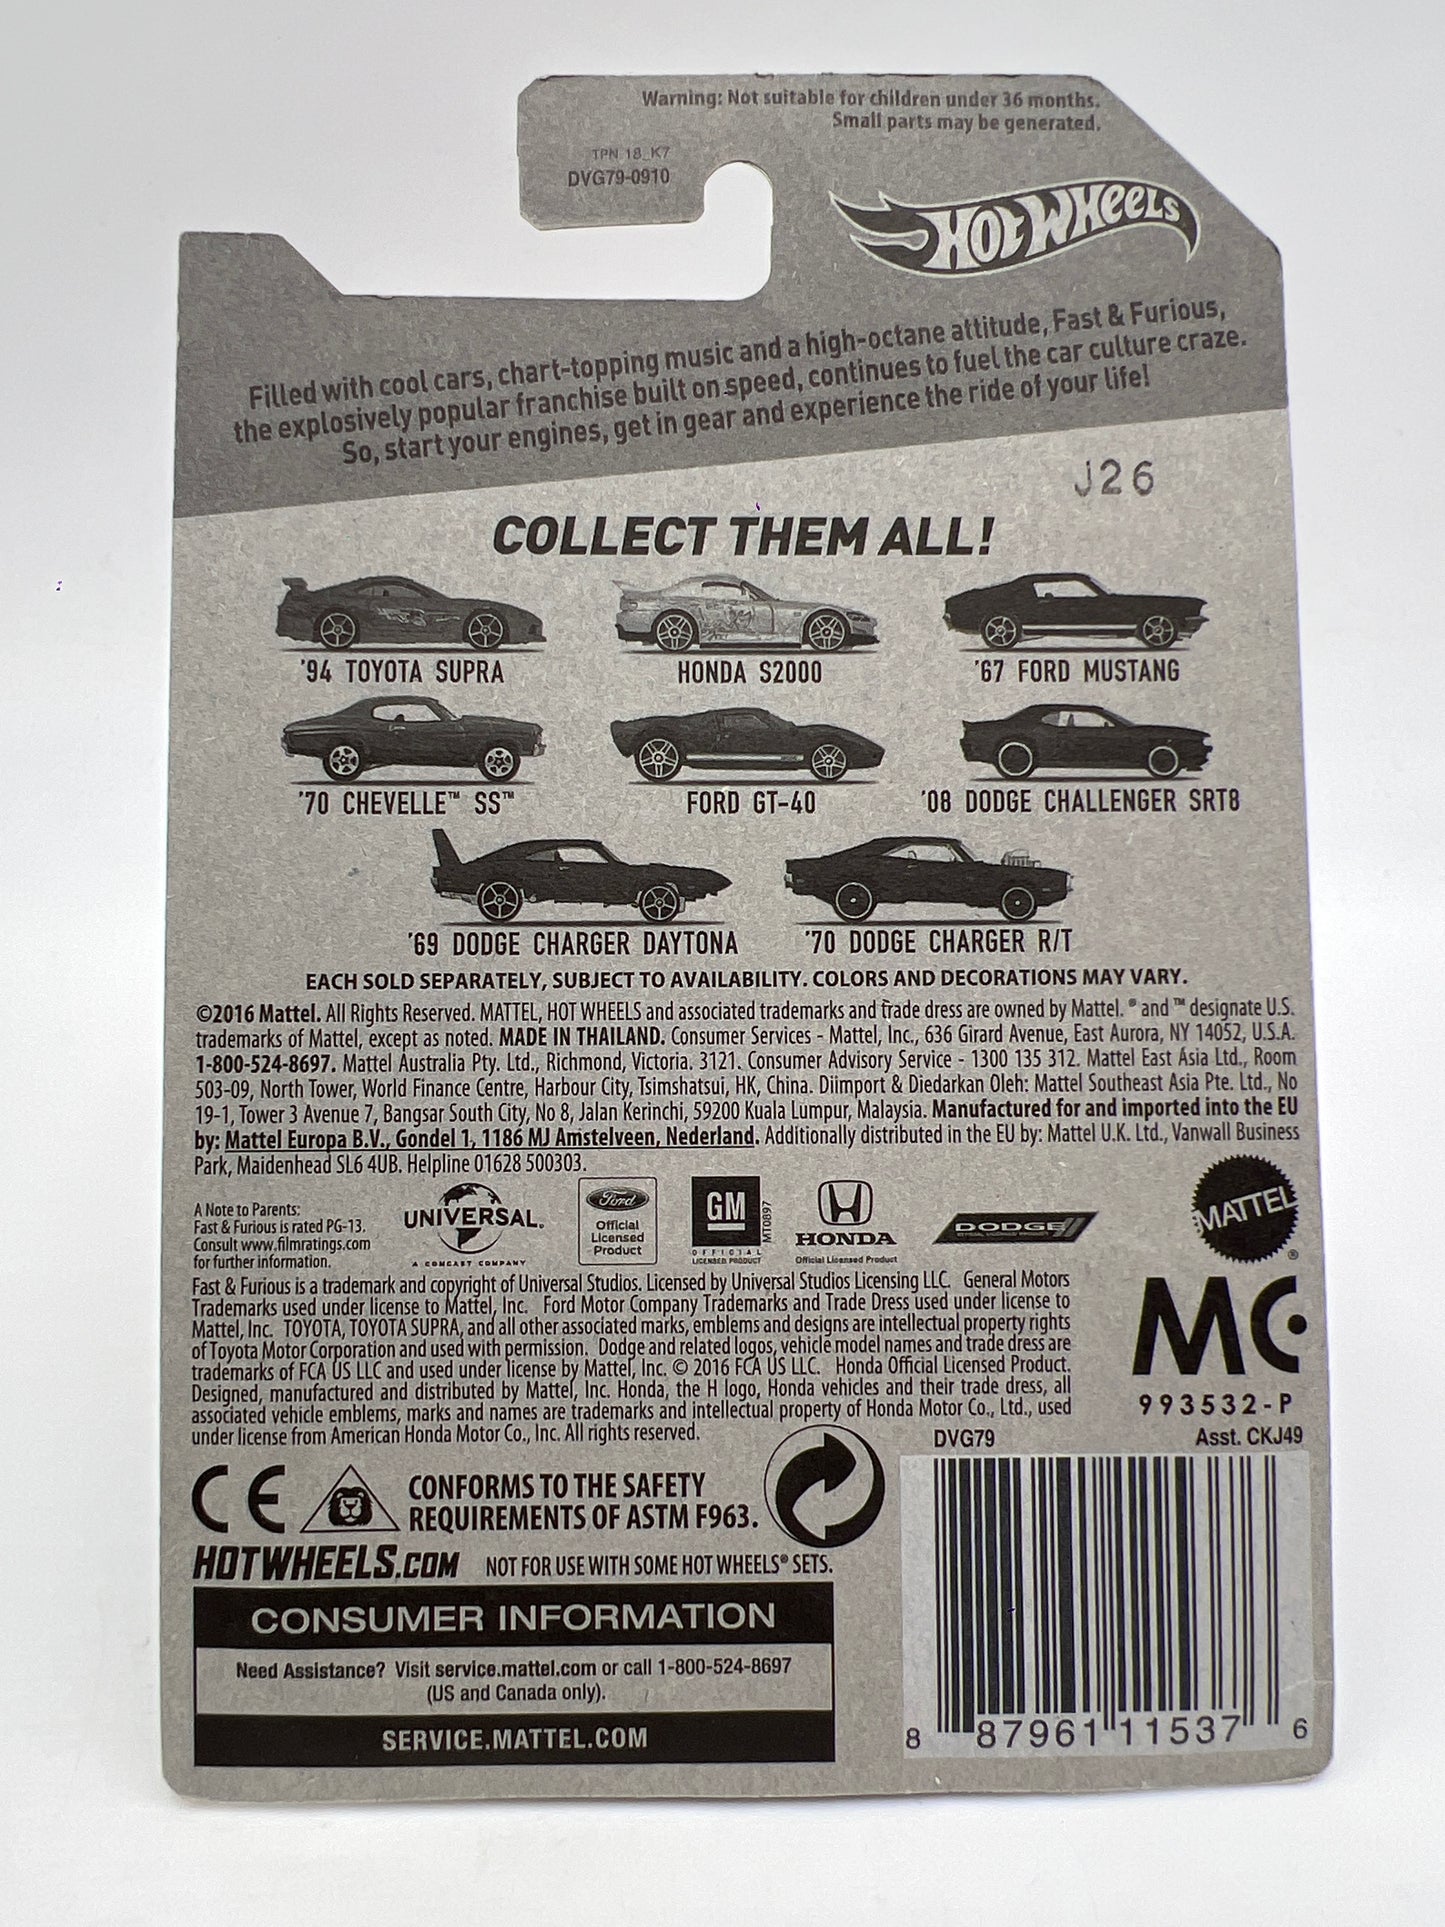 Warning: Not suitable for children under 36 months.
Small parts may be generated.
TPN 18_K7
DVG79-0910
HOT WHEELS
Filled with cool cars, chart-topping music and a high-octane attitude, Fast & Furious,
the explosively popular franchise built on speed, continues to fuel the car culture craze.
So, start your engines, get in gear and experience the ride of your life!
J26
COLLECT THEM ALL!
'94 TOYOTA SUPRA
HONDA S2000
'67 FORD MUSTANG
'70 CHEVELLE™ SS™
FORD GT-40
'08 DODGE CHALLENGER SRT8
'69 DODGE CHARGER DAYTONA
'70 DODGE CHARGER R/T
EACH SOLD SEPARATELY, SUBJECT TO AVAILABILITY. COLORS AND DECORATIONS MAY VARY.
©2016 Mattel. All Rights Reserved. MATTEL, HOT WHEELS and associated trademarks and trade dress are owned by Mattel. ® and ™ designate U.S.
trademarks of Mattel, except as noted. MADE IN THAILAND. Consumer Services - Mattel, Inc., 636 Girard Avenue, East Aurora, NY 14052, U.S.A.
1-800-524-8697. Mattel Australia Pty. Ltd., Richmond, Victoria. 3121. Consumer Advisory Service - 1300 135 312. Mattel East Asia Ltd., Room
503-09, North Tower, World Finance Centre, Harbour City, Tsimshatsui, HK, China. Diimport & Diedarkan Oleh: Mattel Southeast Asia Pte. Ltd., No
19-1, Tower 3 Avenue 7, Bangsar South City, No 8, Jalan Kerinchi, 59200 Kuala Lumpur, Malaysia. Manufactured for and imported into the EU
by: Mattel Europa B.V., Gondel 1, 1186 MJ Amstelveen, Nederland. Additionally distributed in the EU by: Mattel U.K. Ltd., Vanwall Business
Park, Maidenhead SL6 4UB. Helpline 01628 500303.
A Note to Parents:
Fast & Furious is rated PG-13.
Consult www.filmratings.com
for further information.
UNIVERSAL®
A COMCAST COMPANY
Ford
Official
Licensed
Product
GM
OFFICIAL
LICENSED PRODUCT
MT0897
HONDA
Official Licensed Product
DODGE
MATTEL®
Fast & Furious is a trademark and copyright of Universal Studios. Licensed by Universal Studios Licensing LLC. General Motors
Trademarks used under license to Mattel, Inc. Ford Motor Company Trademarks and Trade Dress used under license to
Mattel, Inc. TOYOTA, TOYOTA SUPRA, and all other associated marks, emblems and designs are intellectual property rights
of Toyota Motor Corporation and used with permission. Dodge and related logos, vehicle model names and trade dress are
trademarks of FCA US LLC and used under license by Mattel, Inc. © 2016 FCA US LLC. Honda Official Licensed Product.
Designed, manufactured and distributed by Mattel, Inc. Honda, the H logo, Honda vehicles and their trade dress, all
associated vehicle emblems, marks and names are trademarks and intellectual property of Honda Motor Co., Ltd., used
under license from American Honda Motor Co., Inc. All rights reserved.
MC
993532-P
DVG79
Asst. CKJ49
CE
CONFORMS TO THE SAFETY
REQUIREMENTS OF ASTM F963.
HOTWHEELS.COM
NOT FOR USE WITH SOME HOT WHEELS® SETS.
CONSUMER INFORMATION
Need Assistance? Visit service.mattel.com or call 1-800-524-8697
(US and Canada only).
SERVICE.MATTEL.COM
8 87961 11537 6